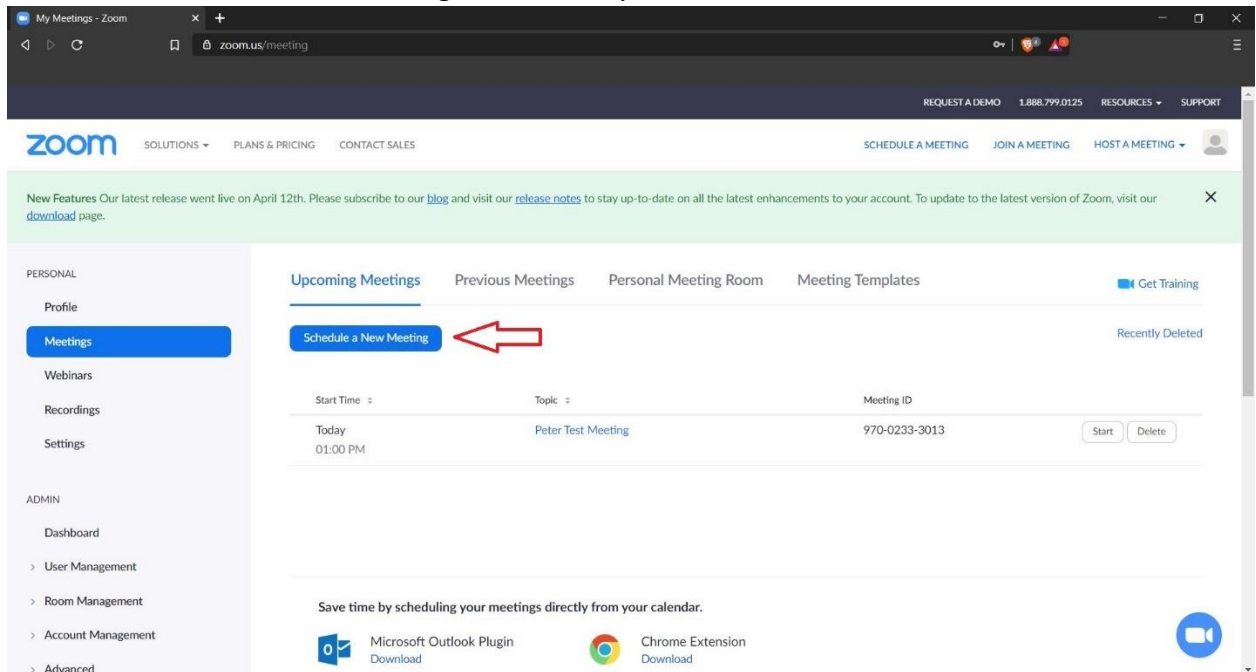 My Meetings - Zoom
zoom.us/meeting
REQUEST A DEMO 1.888.799.0125 RESOURCES SUPPORT
zoom SOLUTIONS PLANS & PRICING CONTACT SALES SCHEDULE A MEETING JOIN A MEETING HOST A MEETING
New Features Our latest release went live on April 12th. Please subscribe to our blog and visit our release notes to stay up-to-date on all the latest enhancements to your account. To update to the latest version of Zoom, visit our
download page.
PERSONAL
Profile
Meetings
Webinars
Recordings
Settings
ADMIN
Dashboard
User Management
Room Management
Account Management
Advanced
Upcoming Meetings Previous Meetings Personal Meeting Room Meeting Templates Get Training
Schedule a New Meeting Recently Deleted
Start Time Topic Meeting ID
Today Peter Test Meeting 970-0233-3013 Start Delete
01:00 PM
Save time by scheduling your meetings directly from your calendar.
Microsoft Outlook Plugin Chrome Extension
Download Download